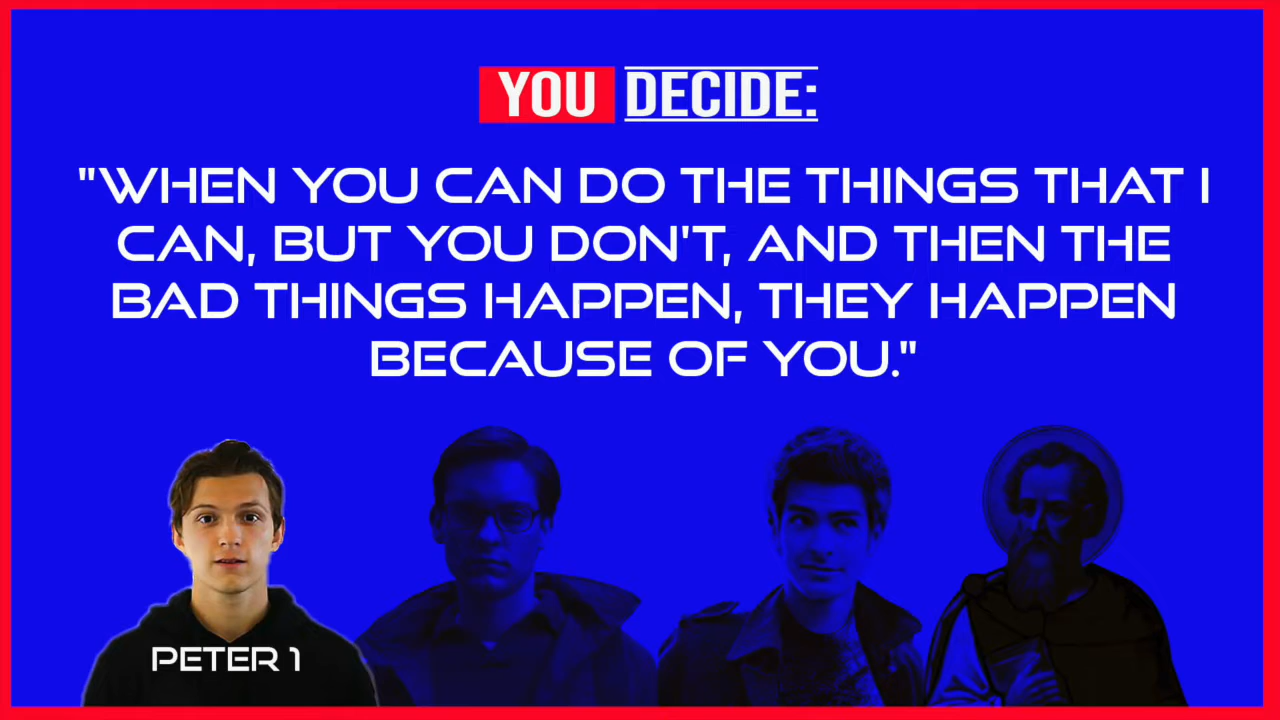 YOU DECIDE:
"WHEN YOU CAN DO THE THINGS THAT I
CAN, BUT YOU DON'T, AND THEN THE
BAD THINGS HAPPEN, THEY HAPPEN
BECAUSE OF YOU."
PETER 1